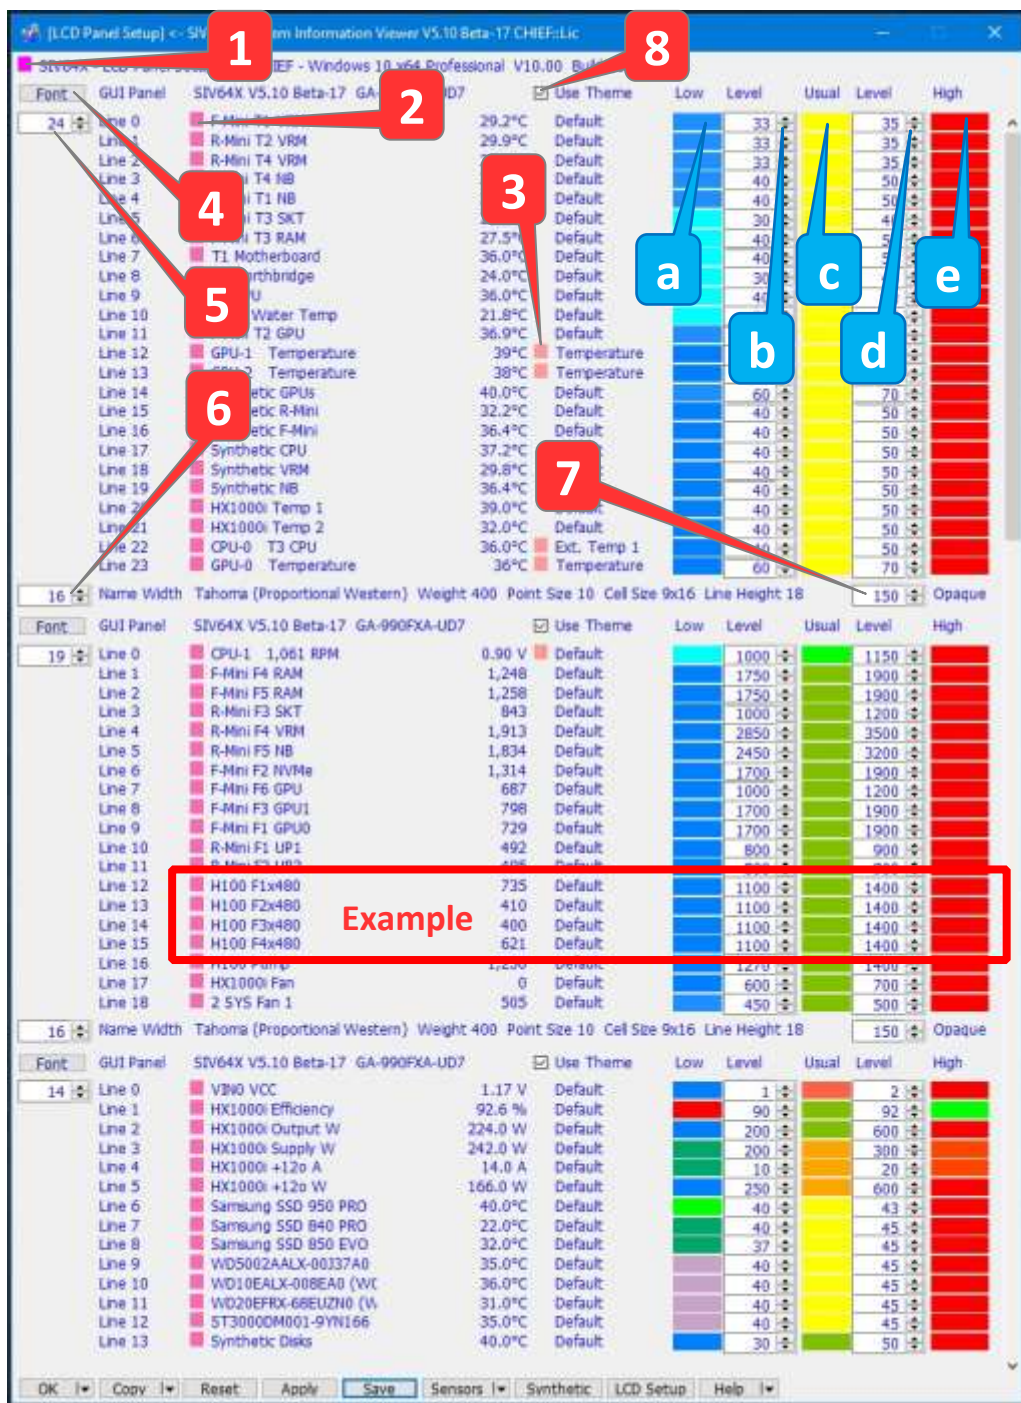 [LCD Panel Setup] <- SIV em Information Viewer V5.10 Beta-17 CHIEF::Lic
1 8
SIV64X - LCD Panel EF - Windows 10 x64 Professional V10.00
Font GUI Panel SIV64X V5.10 Beta-17 GA- UD7 Use Theme Low Level Usual Level High
2
24 Line 0 29.2°C Default 33 35
Line 1 R-Mini T2 VRM 29.9°C Default 33 35
Line 2 R-Mini T4 VRM Default 33 35
Line 3 T4 NB Default 40 50
4 3
Line 4 T1 NB Default 40 50
Line 5 T3 SKT Default 30
Line 6 T3 RAM 27.5°C Default 40
Line 7 T1 Motherboard 36.0°C Default 40
a c e
Line 8 rthbridge 24.0°C Default 30
Line 9 36.0°C Default 40
5
Line 10 Water Temp 21.8°C Default
Line 11 T2 GPU 36.9°C Default
b d
Line 12 GPU-1 Temperature 39°C Temperature
Line 13 Temperature 38°C Temperature
6
Line 14 etic GPUs 40.0°C Default 60 70
Line 15 etic R-Mini 32.2°C Default 40 50
Line 16 etic F-Mini 36.4°C Default 40 50
Line 17 Synthetic CPU 37.2°C 40 50
7
Line 18 Synthetic VRM 29.8°C 40 50
Line 19 Synthetic NB 36.4°C 40 50
Line 20 HX1000i Temp 1 39.0°C Default 40 50
Line 21 HX1000i Temp 2 32.0°C Default 40 50
Line 22 CPU-0 T3 CPU 36.0°C Ext. Temp 1 50
Line 23 GPU-0 Temperature 36°C Temperature 60 70
16 Name Width Tahoma (Proportional Western) Weight 400 Point Size 10 Cell Size 9x16 Line Height 18 150 Opaque
Font GUI Panel SIV64X V5.10 Beta-17 GA-990FXA-UD7 Use Theme Low Level Usual Level High
19 Line 0 CPU-1 1,061 RPM 0.90 V Default 1000 1150
Line 1 F-Mini F4 RAM 1,248 Default 1750 1900
Line 2 F-Mini F5 RAM 1,258 Default 1750 1900
Line 3 R-Mini F3 SKT 843 Default 1000 1200
Line 4 R-Mini F4 VRM 1,913 Default 2850 3500
Line 5 R-Mini F5 NB 1,834 Default 2450 3200
Line 6 F-Mini F2 NVMe 1,314 Default 1700 1900
Line 7 F-Mini F6 GPU 687 Default 1000 1200
Line 8 F-Mini F3 GPU1 798 Default 1700 1900
Line 9 F-Mini F1 GPU0 729 Default 1700 1900
Line 10 R-Mini F1 UP1 492 Default 800 900
Line 11 R-Mini F2 UP2 Default
Line 12 H100 F1x480 735 Default 1100 1400
Line 13 H100 F2x480 410 Default 1100 1400
Example
Line 14 H100 F3x480 400 Default 1100 1400
Line 15 H100 F4x480 621 Default 1100 1400
Line 16 H100 Pump Default 1270 1400
Line 17 HX1000i Fan 0 Default 600 700
Line 18 2 SYS Fan 1 505 Default 450 500
16 Name Width Tahoma (Proportional Western) Weight 400 Point Size 10 Cell Size 9x16 Line Height 18 150 Opaque
Font GUI Panel SIV64X V5.10 Beta-17 GA-990FXA-UD7 Use Theme Low Level Usual Level High
14 Line 0 VIN0 VCC 1.17 V Default 1 2
Line 1 HX1000i Efficiency 92.6 % Default 90 92
Line 2 HX1000i Output W 224.0 W Default 200 600
Line 3 HX1000i Supply W 242.0 W Default 200 300
Line 4 HX1000i +12o A 14.0 A Default 10 20
Line 5 HX1000i +12o W 166.0 W Default 250 600
Line 6 Samsung SSD 950 PRO 40.0°C Default 40 43
Line 7 Samsung SSD 840 PRO 22.0°C Default 40 45
Line 8 Samsung SSD 850 EVO 32.0°C Default 37 45
Line 9 WD5002AALX-00J37A0 35.0°C Default 40 45
Line 10 WD10EALX-008EA0 (WC 36.0°C Default 40 45
Line 11 WD20EFRX-68EUZN0 (W 31.0°C Default 40 45
Line 12 ST3000DM001-9YN166 35.0°C Default 40 45
Line 13 Synthetic Disks 40.0°C Default 30 50
OK Copy Reset Apply Save Sensors Synthetic LCD Setup Help